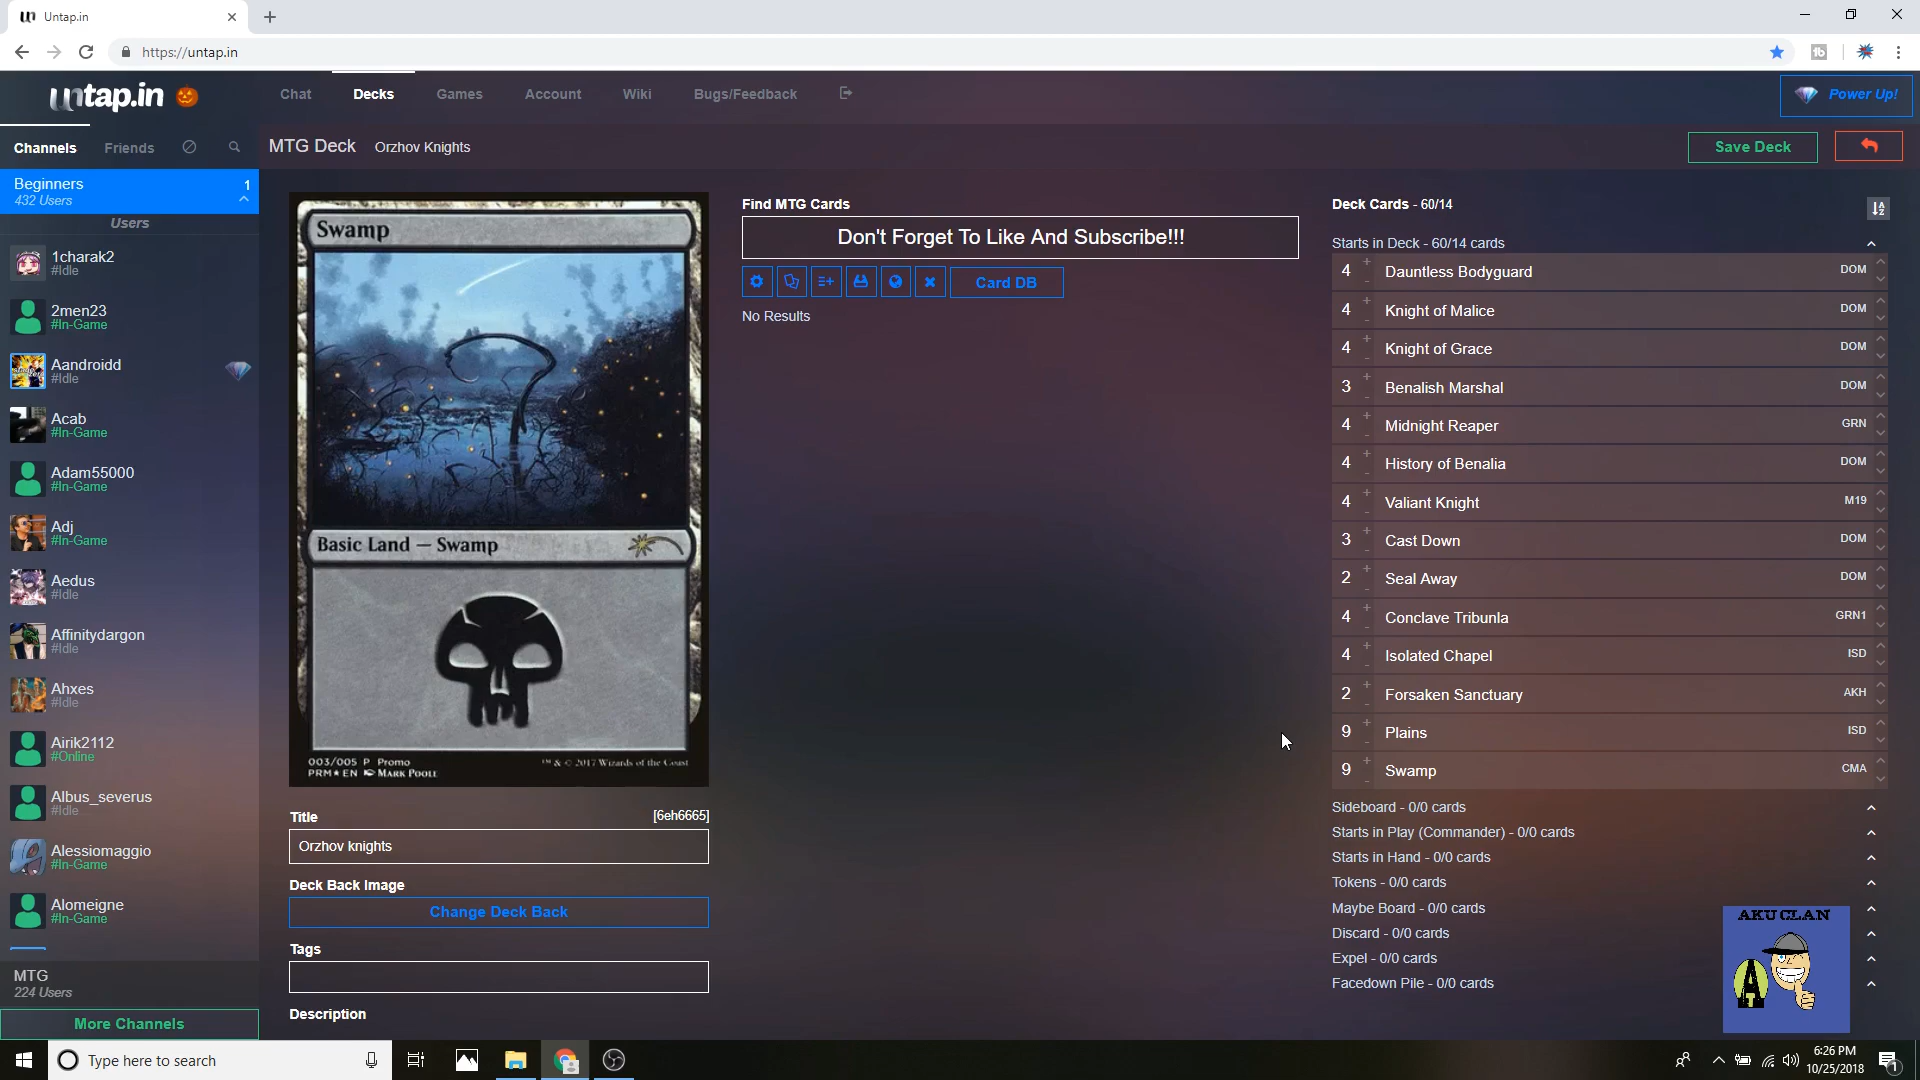 Untap.in
https://untap.in
untap.in
Chat
Decks
Games
Account
Wiki
Bugs/Feedback
Power Up!
Channels
Friends
MTG Deck
Orzhov Knights
Save Deck
Beginners
1
432 Users
Users
1charak2
#Idle
2men23
#In-Game
Aandroidd
#Idle
Acab
#In-Game
Adam55000
#In-Game
Adj
#In-Game
Aedus
#Idle
Affinitydargon
#Idle
Ahxes
#Idle
Airik2112
#Online
Albus_severus
#Idle
Alessiomaggio
#In-Game
Alomeigne
#In-Game
MTG
224 Users
More Channels
Swamp
Basic Land — Swamp
003/005 P Promo
PRM★EN Mark Poole
™ & © 2017 Wizards of the Coast
Title
[6eh6665]
Orzhov knights
Deck Back Image
Change Deck Back
Tags
Description
Find MTG Cards
Don't Forget To Like And Subscribe!!!
Card DB
No Results
Deck Cards - 60/14
Starts in Deck - 60/14 cards
4 + - Dauntless Bodyguard DOM
4 + - Knight of Malice DOM
4 + - Knight of Grace DOM
3 + - Benalish Marshal DOM
4 + - Midnight Reaper GRN
4 + - History of Benalia DOM
4 + - Valiant Knight M19
3 + - Cast Down DOM
2 + - Seal Away DOM
4 + - Conclave Tribunla GRN1
4 + - Isolated Chapel ISD
2 + - Forsaken Sanctuary AKH
9 + - Plains ISD
9 + - Swamp CMA
Sideboard - 0/0 cards
Starts in Play (Commander) - 0/0 cards
Starts in Hand - 0/0 cards
Tokens - 0/0 cards
Maybe Board - 0/0 cards
Discard - 0/0 cards
Expel - 0/0 cards
Facedown Pile - 0/0 cards
AKU CLAN
A
Type here to search
6:26 PM
10/25/2018
1